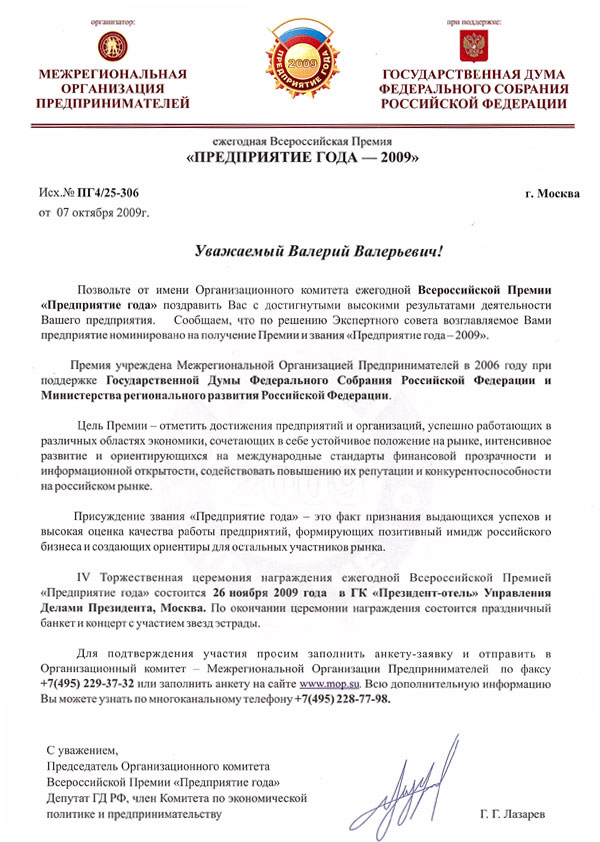 организатор:
МЕЖРЕГИОНАЛЬНАЯ
ОРГАНИЗАЦИЯ
ПРЕДПРИНИМАТЕЛЕЙ
2009
ПРЕДПРИЯТИЕ ГОДА
при поддержке:
ГОСУДАРСТВЕННАЯ ДУМА
ФЕДЕРАЛЬНОГО СОБРАНИЯ
РОССИЙСКОЙ ФЕДЕРАЦИИ
ежегодная Всероссийская Премия
«ПРЕДПРИЯТИЕ ГОДА — 2009»
Исх.№ ПГ4/25-306
г. Москва
от 07 октября 2009г.
Уважаемый Валерий Валерьевич!
Позвольте от имени Организационного комитета ежегодной Всероссийской Премии
«Предприятие года» поздравить Вас с достигнутыми высокими результатами деятельности
Вашего предприятия. Сообщаем, что по решению Экспертного совета возглавляемое Вами
предприятие номинировано на получение Премии и звания «Предприятие года – 2009».
Премия учреждена Межрегиональной Организацией Предпринимателей в 2006 году при
поддержке Государственной Думы Федерального Собрания Российской Федерации и
Министерства регионального развития Российской Федерации.
Цель Премии – отметить достижения предприятий и организаций, успешно работающих в
различных областях экономики, сочетающих в себе устойчивое положение на рынке, интенсивное
развитие и ориентирующихся на международные стандарты финансовой прозрачности и
информационной открытости, содействовать повышению их репутации и конкурентоспособности
на российском рынке.
Присуждение звания «Предприятие года» – это факт признания выдающихся успехов и
высокая оценка качества работы предприятий, формирующих позитивный имидж российского
бизнеса и создающих ориентиры для остальных участников рынка.
IV Торжественная церемония награждения ежегодной Всероссийской Премией
«Предприятие года» состоится 26 ноября 2009 года в ГК «Президент-отель» Управления
Делами Президента, Москва. По окончании церемонии награждения состоится праздничный
банкет и концерт с участием звезд эстрады.
Для подтверждения участия просим заполнить анкету-заявку и отправить в
Организационный комитет – Межрегиональной Организации Предпринимателей по факсу
+7(495) 229-37-32 или заполнить анкету на сайте www.mop.su. Всю дополнительную информацию
Вы можете узнать по многоканальному телефону +7(495) 228-77-98.
С уважением,
Председатель Организационного комитета
Всероссийской Премии «Предприятие года»
Депутат ГД РФ, член Комитета по экономической
политике и предпринимательству
Г. Г. Лазарев